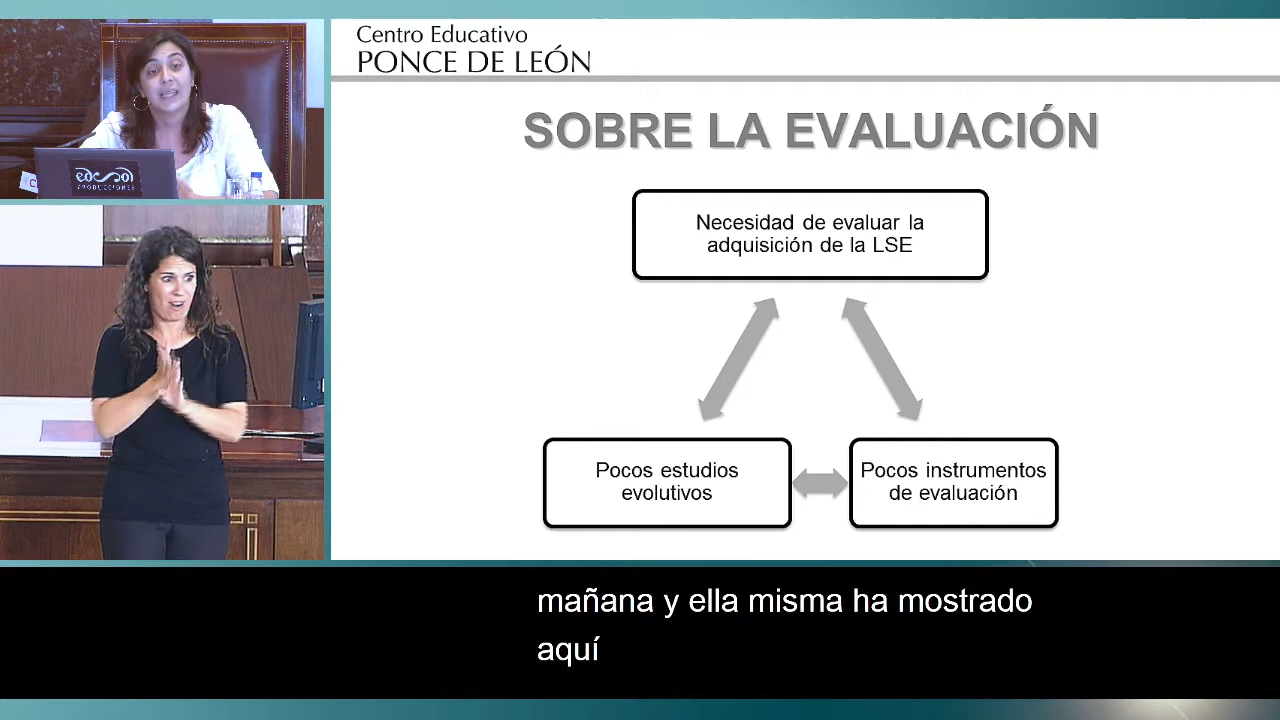 Centro Educativo
PONCE DE LEÓN
SOBRE LA EVALUACIÓN
Necesidad de evaluar la
adquisición de la LSE
Pocos estudios
evolutivos
Pocos instrumentos
de evaluación
PRODUCCIONES
mañana y ella misma ha mostrado
aquí